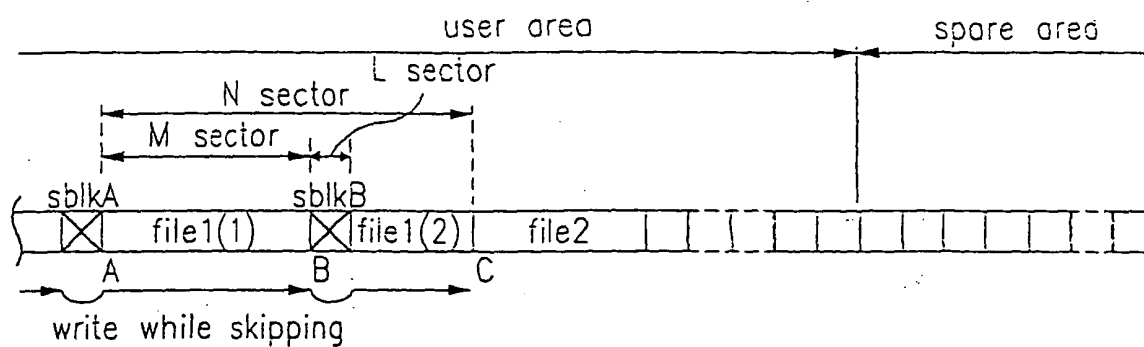 user area
spare area
L sector
N sector
M sector
sblkA
sblkB
file1(1)
file1(2)
file2
A
B
C
write while skipping